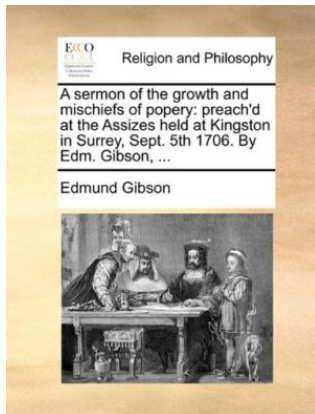 ECCO
Religion and Philosophy
A sermon of the growth and
mischiefs of popery: preach'd
at the Assizes held at Kingston
in Surrey, Sept. 5th 1706. By
Edm. Gibson, ...
Edmund Gibson